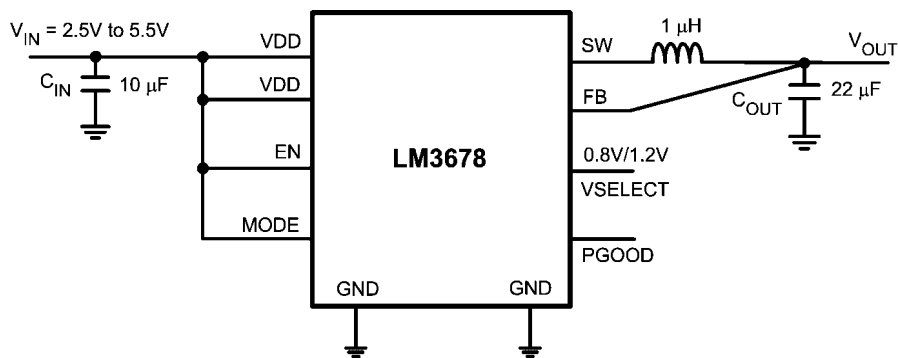 V_IN = 2.5V to 5.5V
C_IN
10 µF
VDD
VDD
EN
MODE
GND
GND
LM3678
SW
FB
0.8V/1.2V
VSELECT
PGOOD
1 µH
V_OUT
C_OUT
22 µF